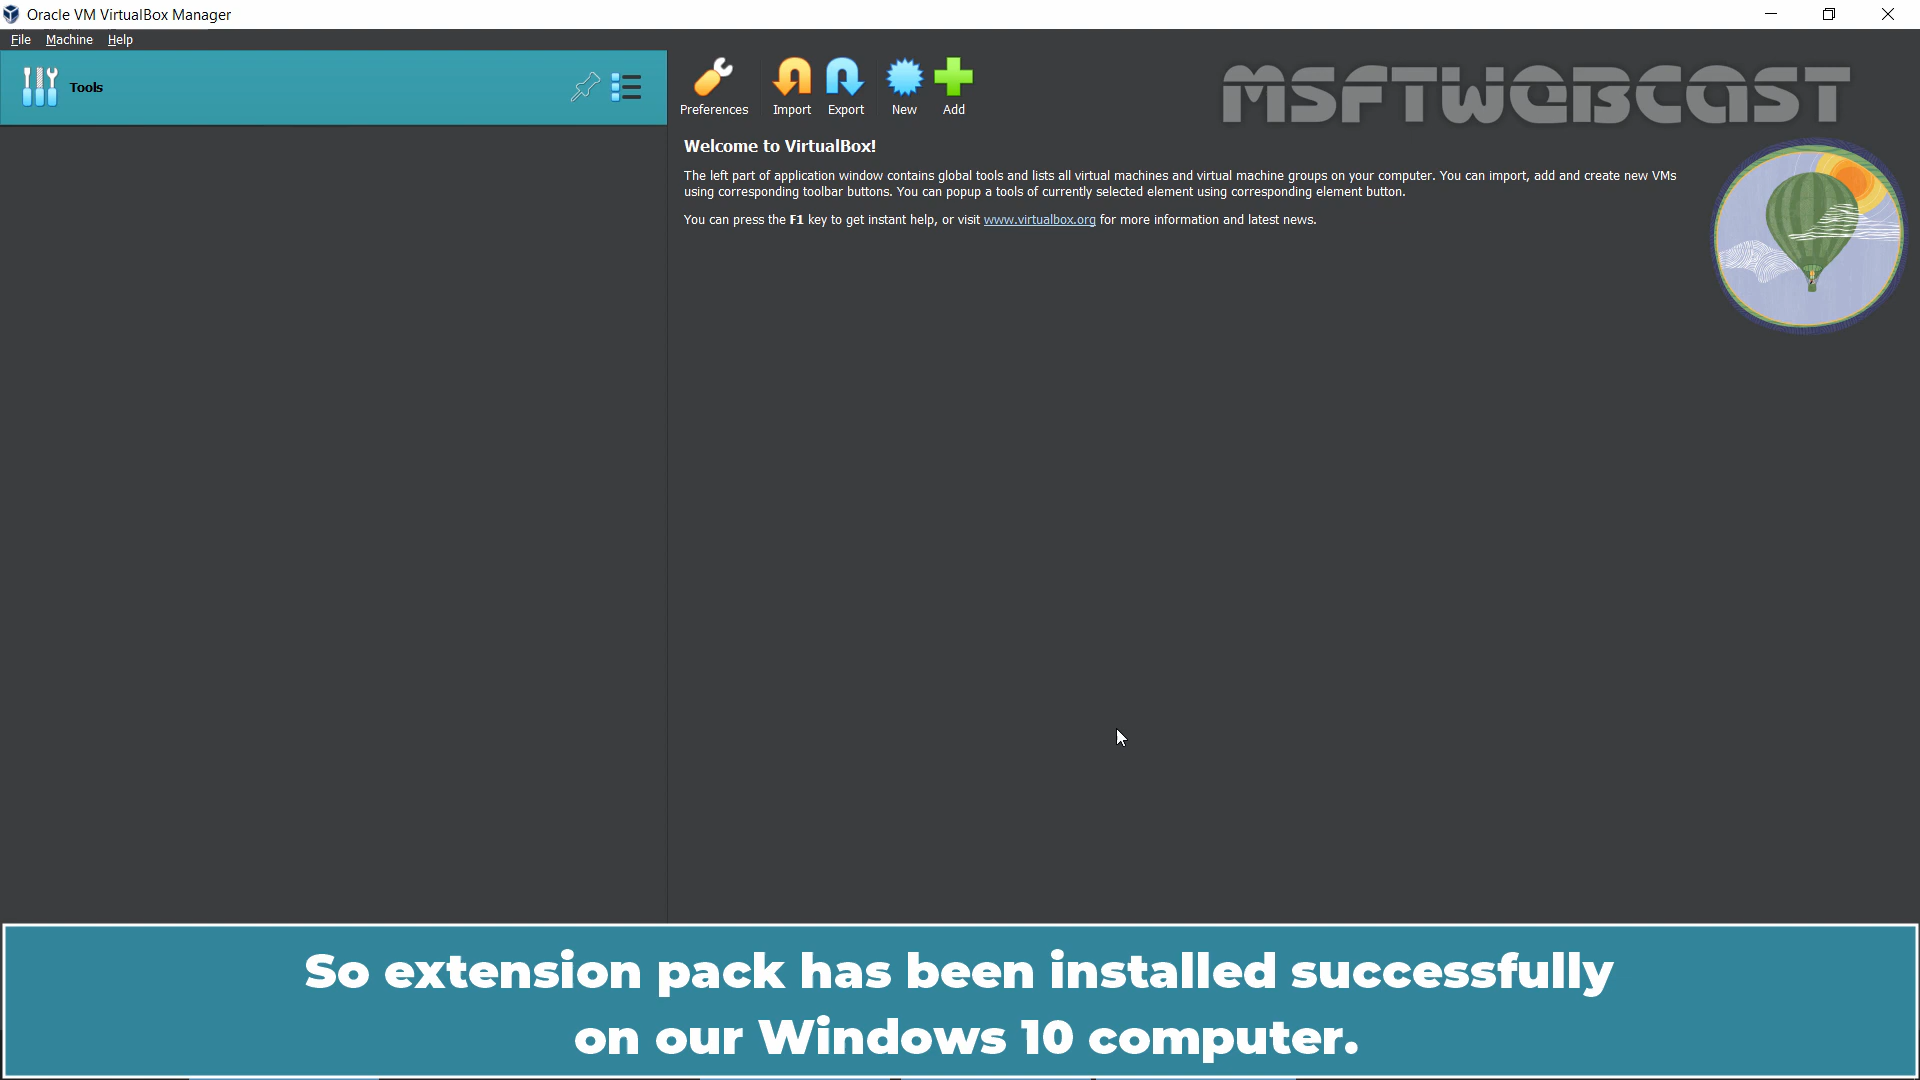 Oracle VM VirtualBox Manager
File Machine Help
Tools
Preferences Import Export New Add
MSFTWEBCAST
Welcome to VirtualBox!
The left part of application window contains global tools and lists all virtual machines and virtual machine groups on your computer. You can import, add and create new VMs
using corresponding toolbar buttons. You can popup a tools of currently selected element using corresponding element button.
You can press the F1 key to get instant help, or visit www.virtualbox.org for more information and latest news.
So extension pack has been installed successfully
on our Windows 10 computer.